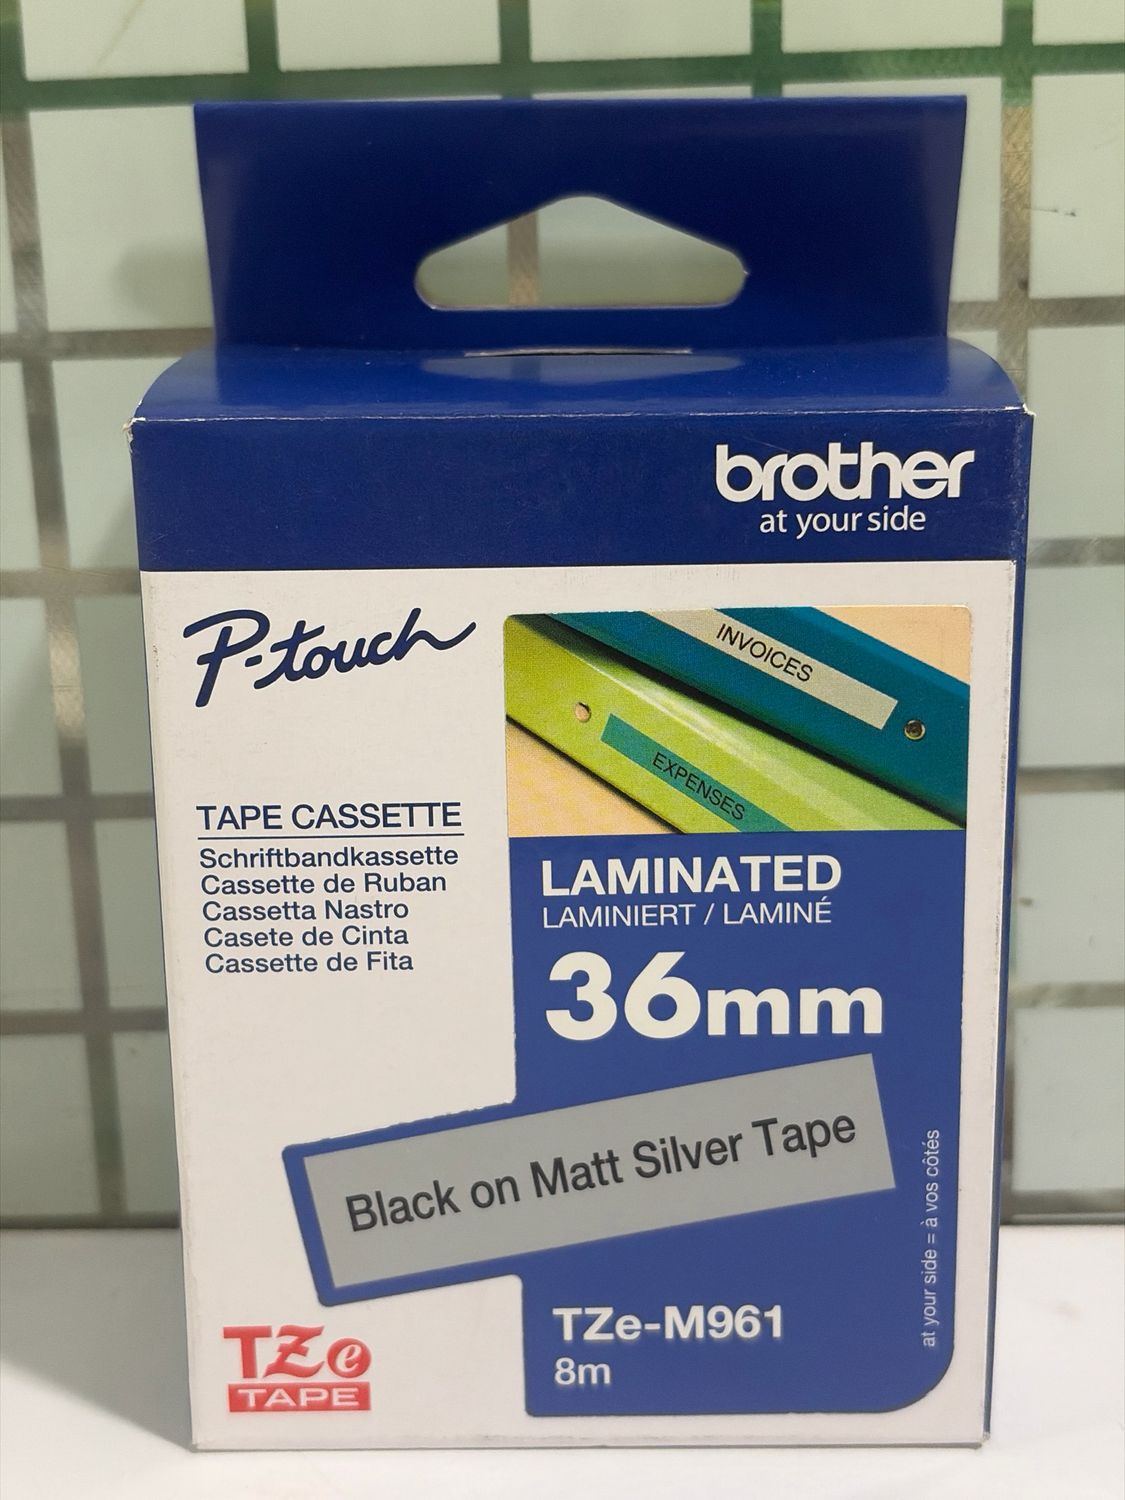 brother
at your side
P-touch
INVOICES
EXPENSES
TAPE CASSETTE
Schriftbandkassette
Cassette de Ruban
Cassetta Nastro
Casete de Cinta
Cassette de Fita
LAMINATED
LAMINIERT / LAMINÉ
36mm
Black on Matt Silver Tape
at your side = à vos côtés
TZe-M961
8m
TZe
TAPE